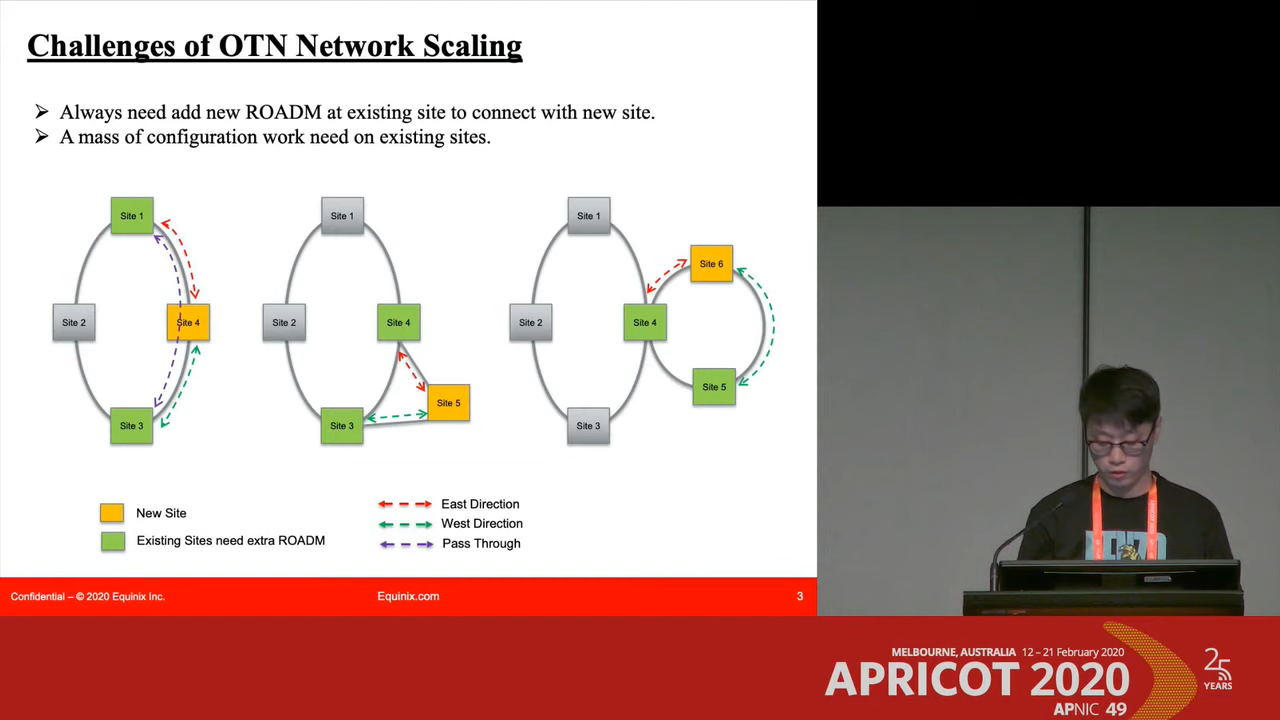 Challenges of OTN Network Scaling
Always need add new ROADM at existing site to connect with new site.
A mass of configuration work need on existing sites.
Site 1
Site 2
Site 4
Site 3
Site 1
Site 2
Site 4
Site 5
Site 3
Site 1
Site 6
Site 2
Site 4
Site 5
Site 3
New Site
Existing Sites need extra ROADM
East Direction
West Direction
Pass Through
Confidential – © 2020 Equinix Inc.
Equinix.com
3
MELBOURNE, AUSTRALIA 12 – 21 February 2020
APRICOT 2020
APNIC 49
25
YEARS